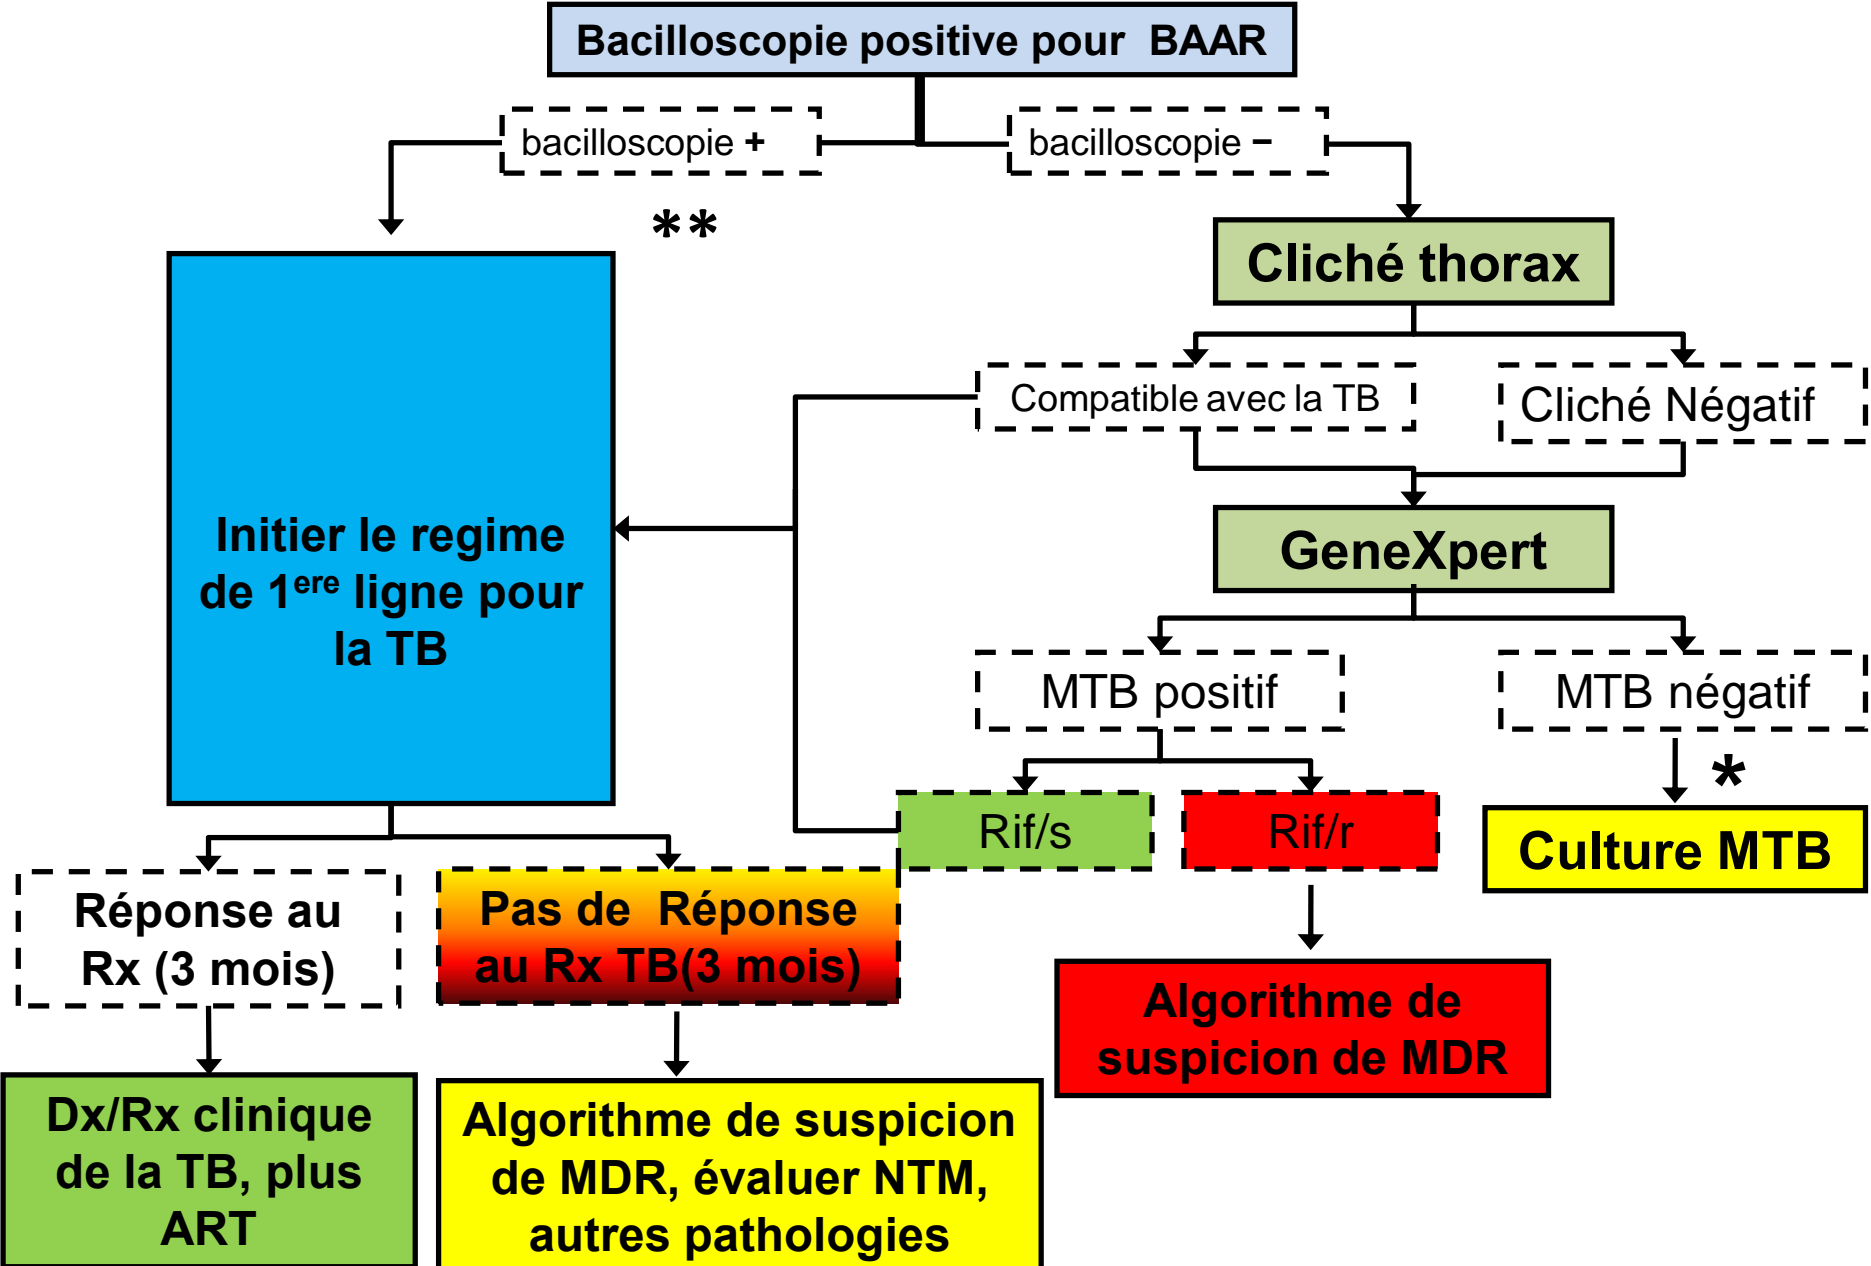 Bacilloscopie positive pour BAAR
bacilloscopie +
bacilloscopie −
**
Cliché thorax
Compatible avec la TB
Cliché Négatif
Initier le regime
de 1ere ligne pour
la TB
GeneXpert
MTB positif
MTB négatif
*
Rif/s
Rif/r
Culture MTB
Réponse au
Rx (3 mois)
Pas de Réponse
au Rx TB(3 mois)
Algorithme de
suspicion de MDR
Dx/Rx clinique
de la TB, plus
ART
Algorithme de suspicion
de MDR, évaluer NTM,
autres pathologies